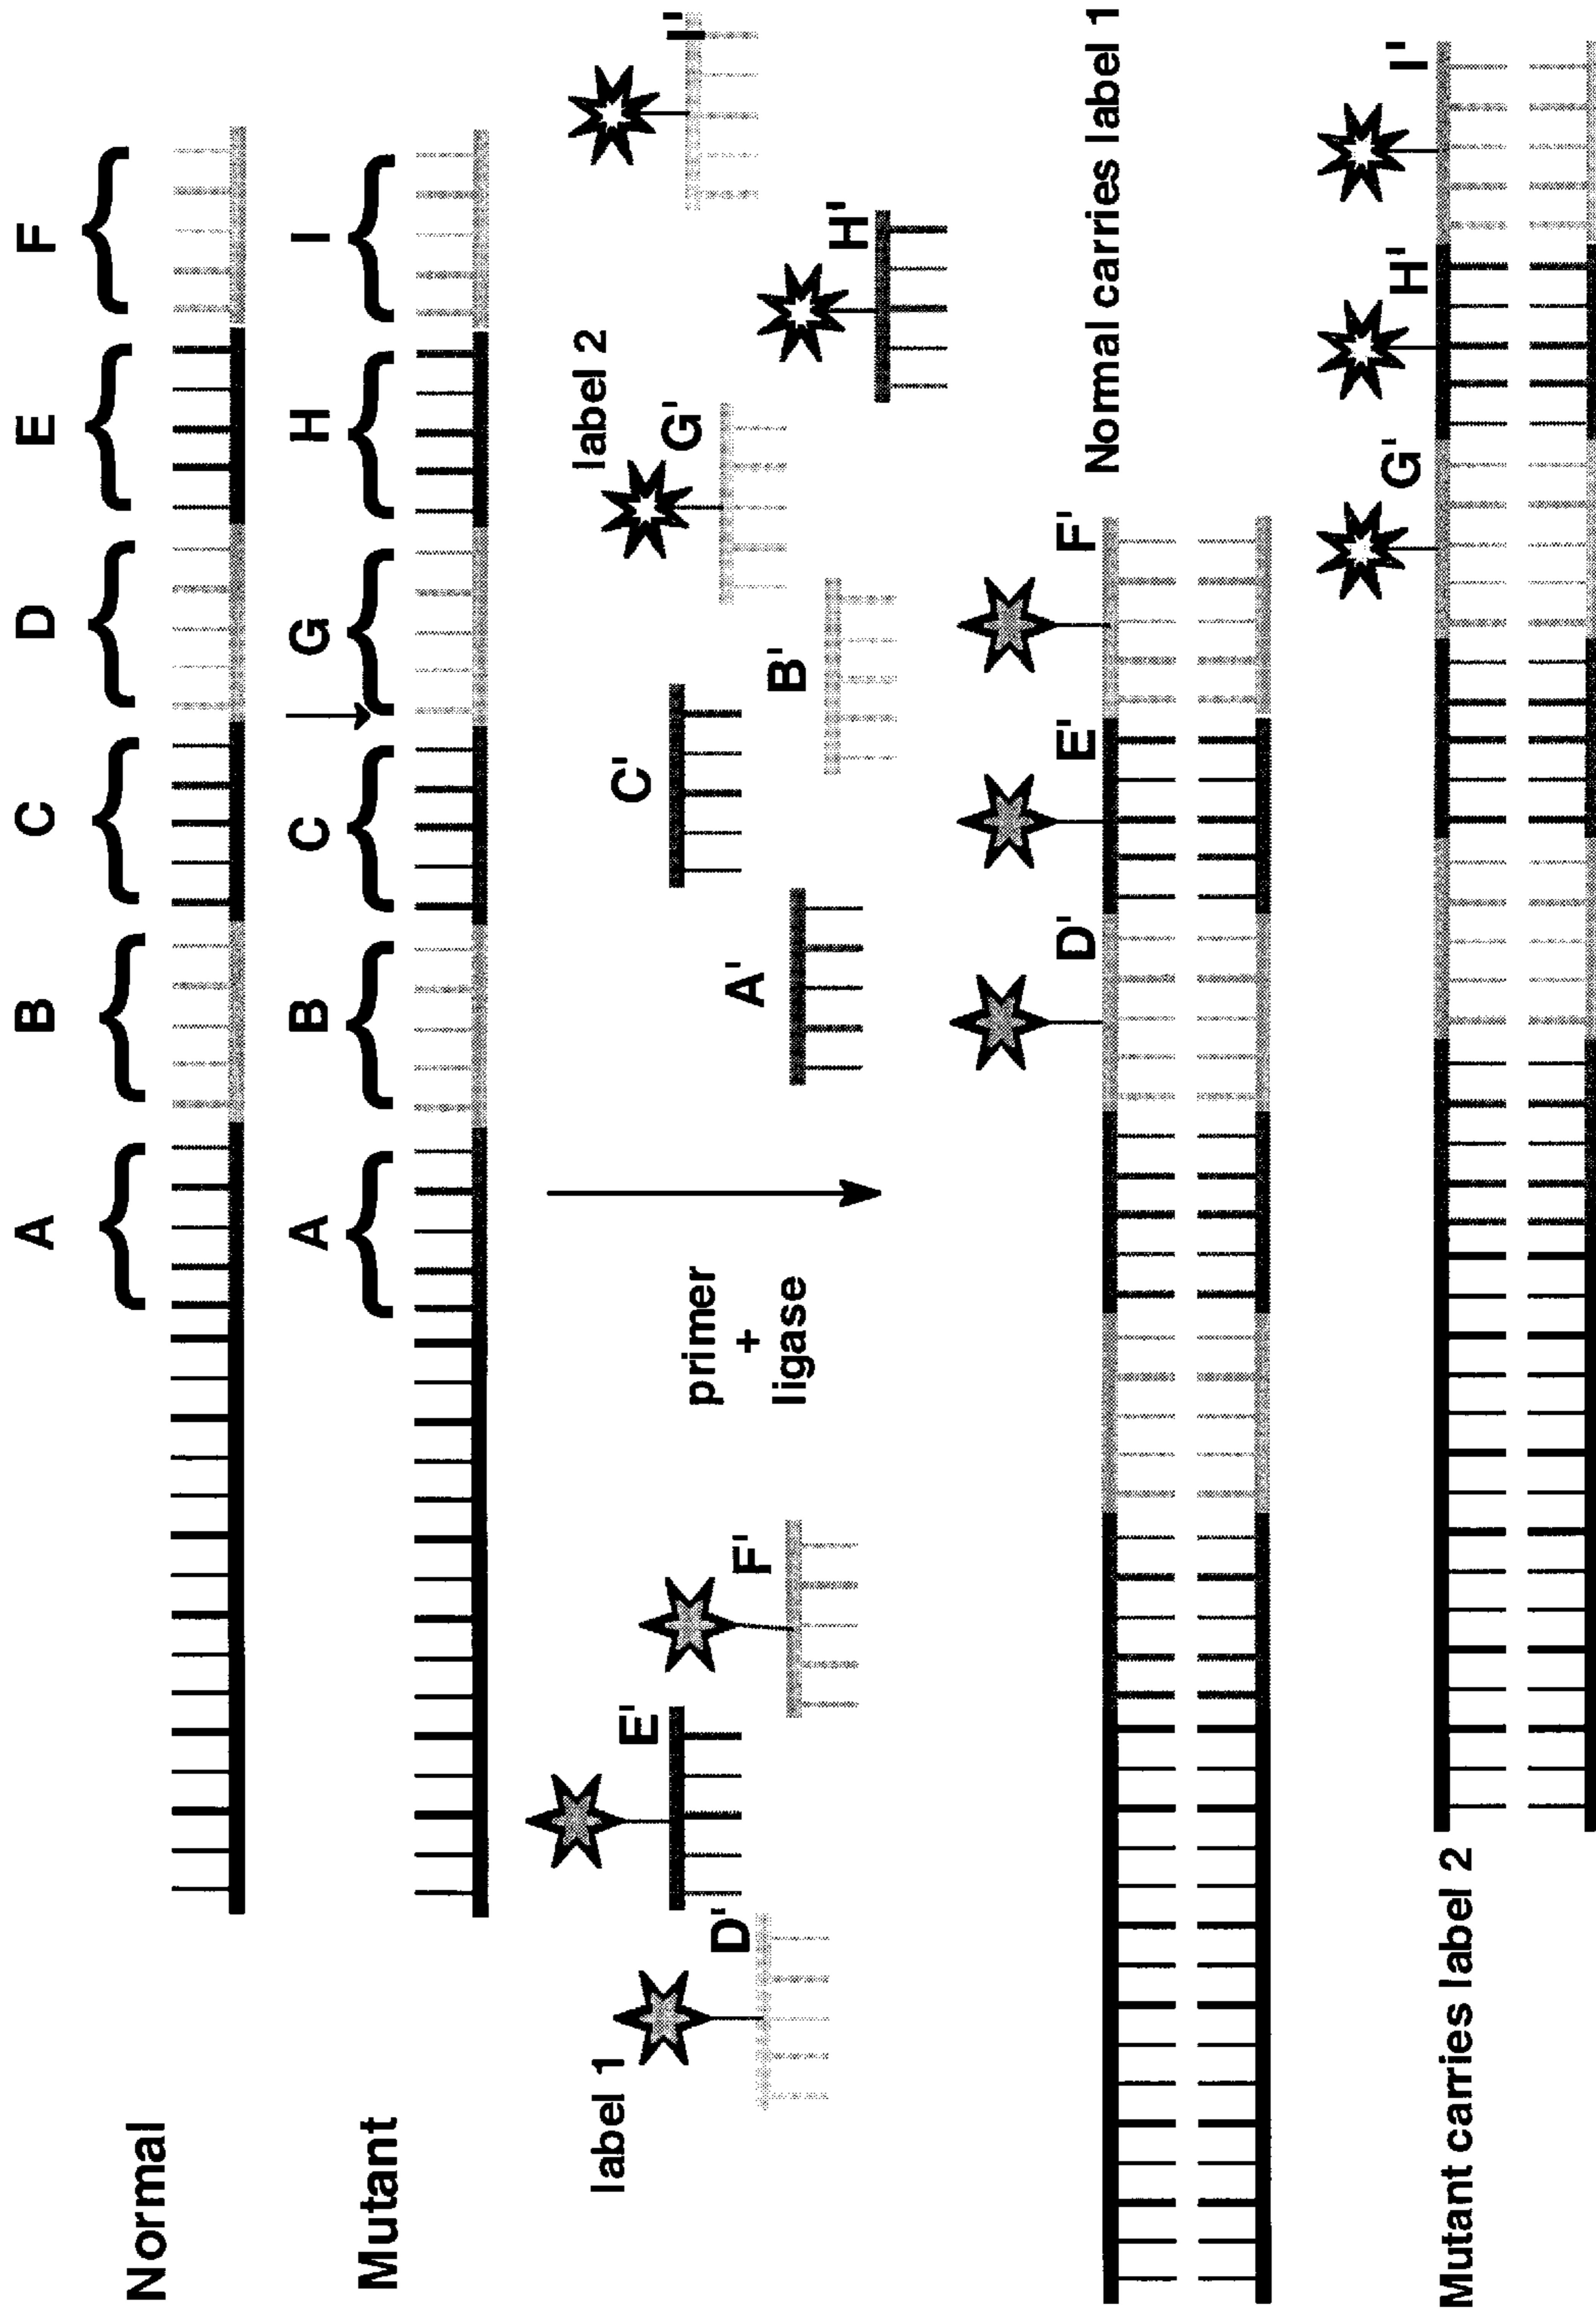 A B C D E F
Normal
A B C G H I
Mutant
label 1
D' E' F'
primer
+
ligase
A' C' B'
label 2
G' H' I'
D' E' F'
Normal carries label 1
G' H' I'
Mutant carries label 2